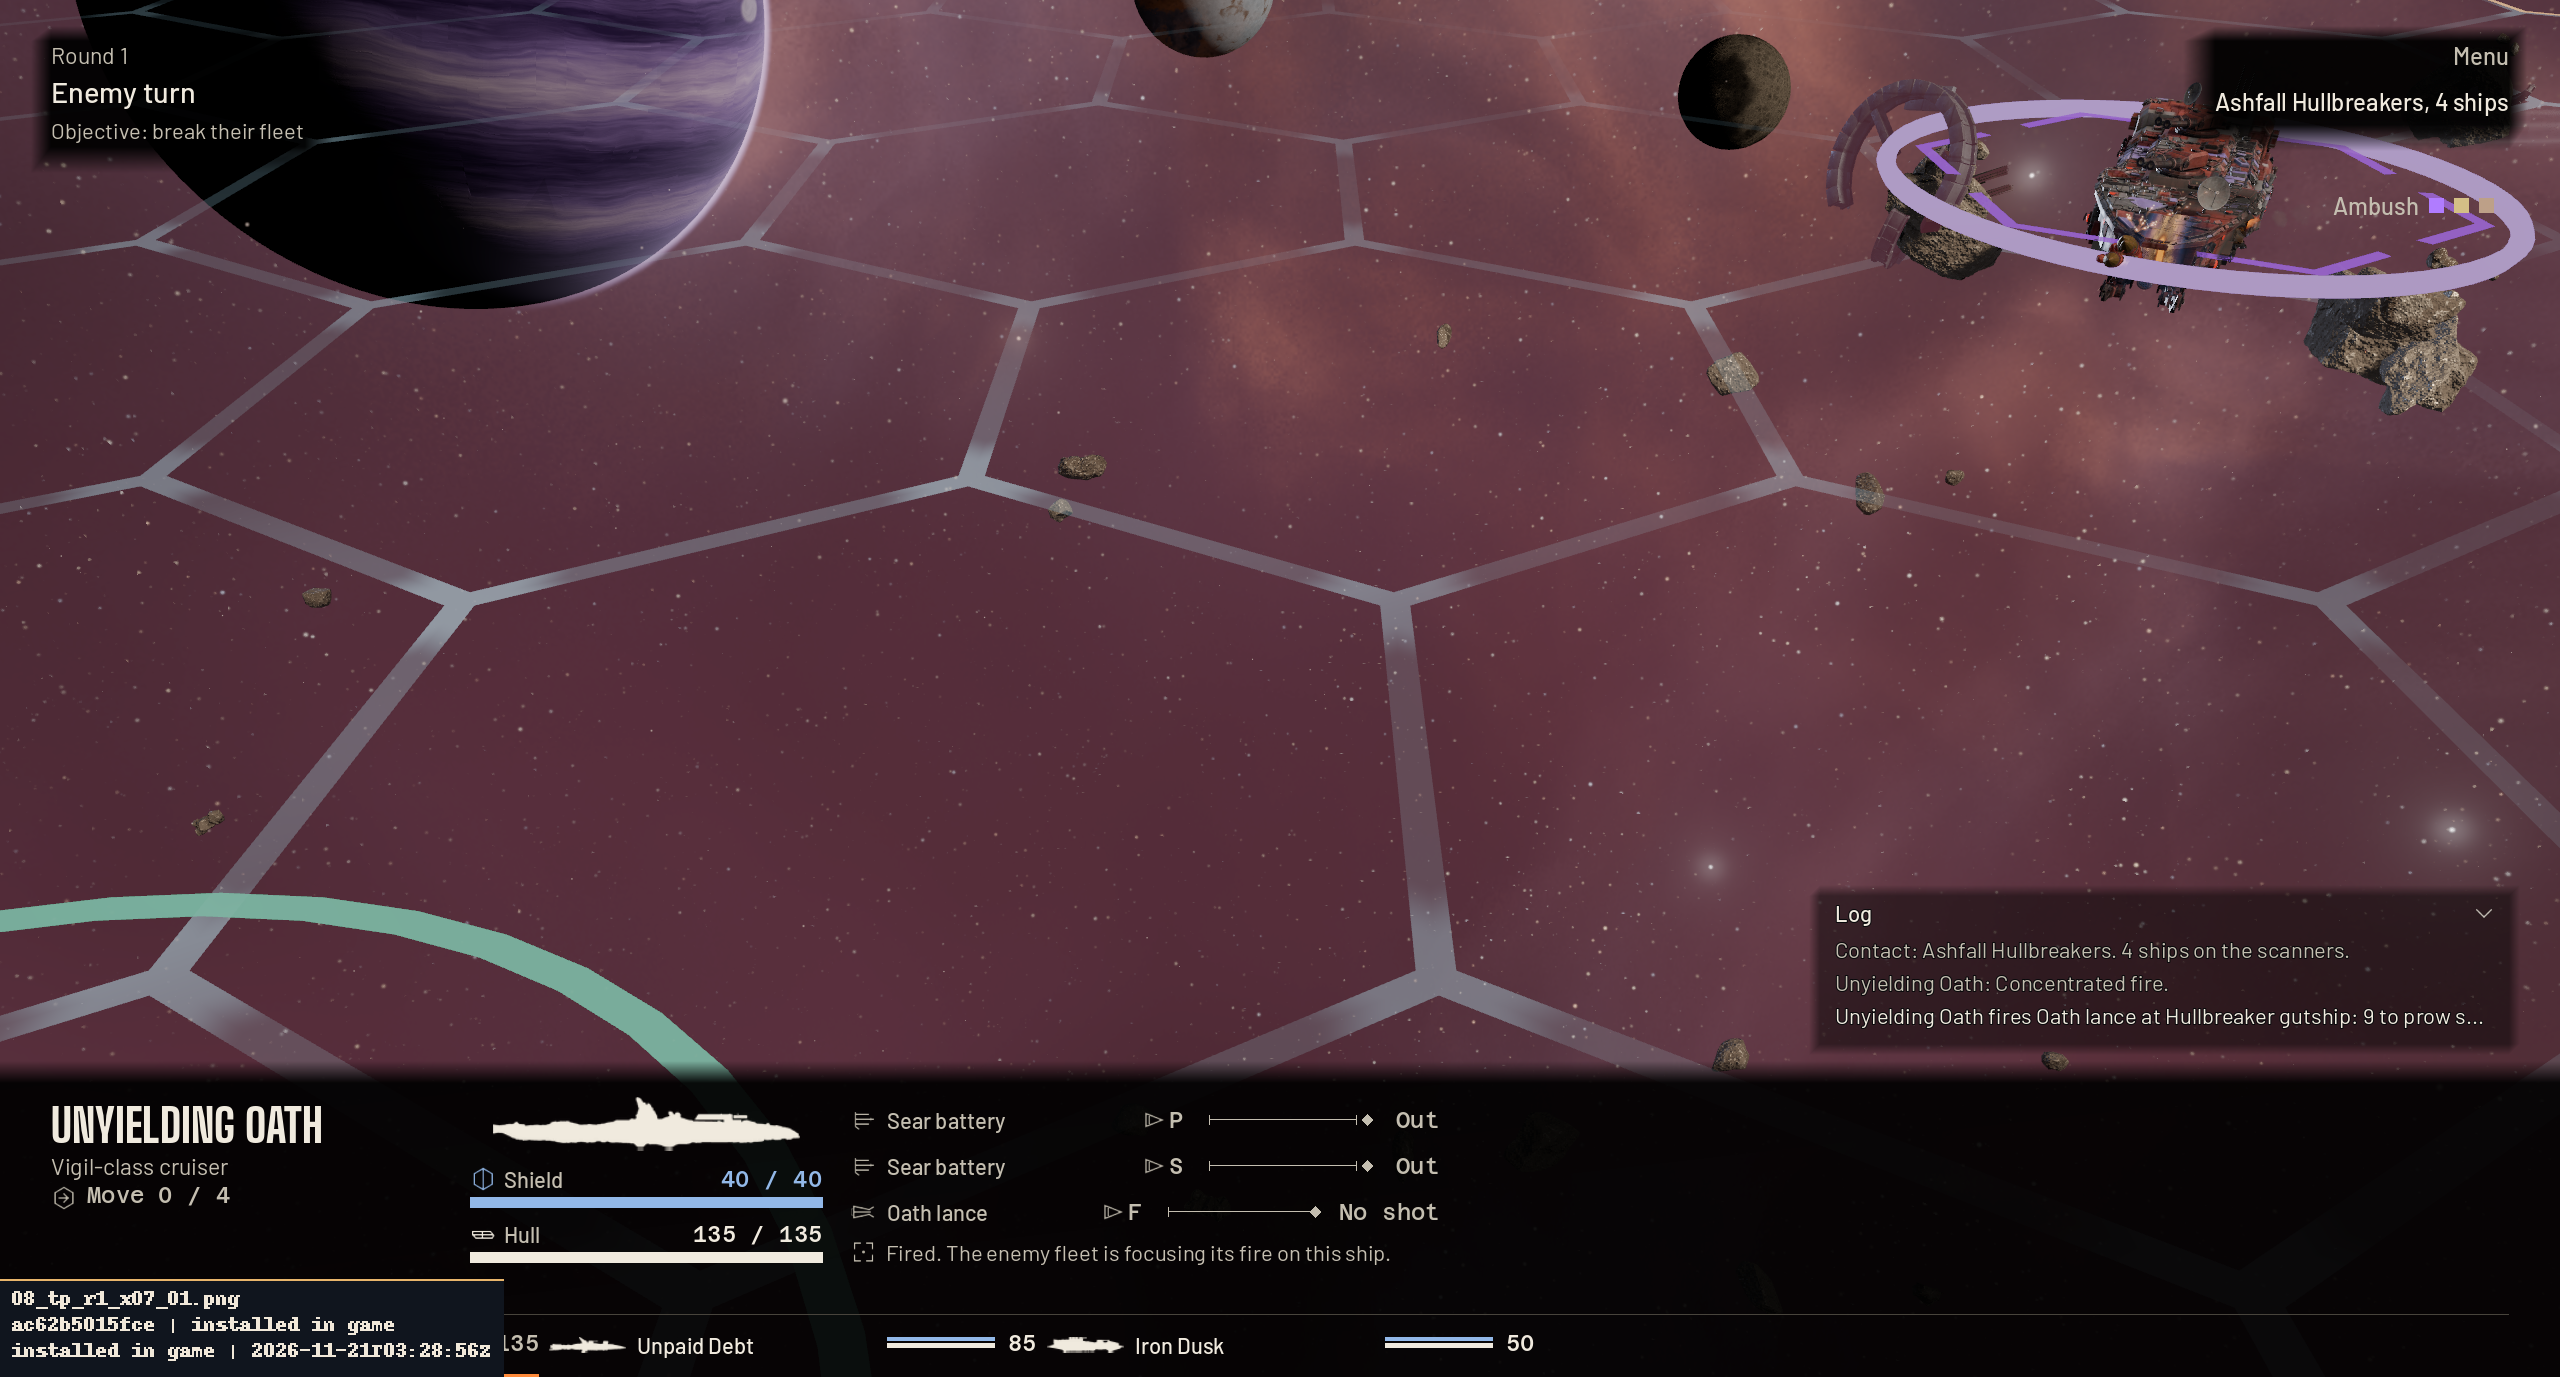 Round 1
Enemy turn
Objective: break their fleet
Menu
Ashfall Hullbreakers, 4 ships
Ambush
Log
Contact: Ashfall Hullbreakers. 4 ships on the scanners.
Unyielding Oath: Concentrated fire.
Unyielding Oath fires Oath lance at Hullbreaker gutship: 9 to prow s...
UNYIELDING OATH
Vigil-class cruiser
Move 0 / 4
Shield 40 / 40
Hull 135 / 135
Sear battery P Out
Sear battery S Out
Oath lance F No shot
Fired. The enemy fleet is focusing its fire on this ship.
08_tp_r1_x07_01.png
ac62b5015fce | installed in game
installed in game | 2026-11-21T03:28:56Z
135 Unpaid Debt 85 Iron Dusk 50